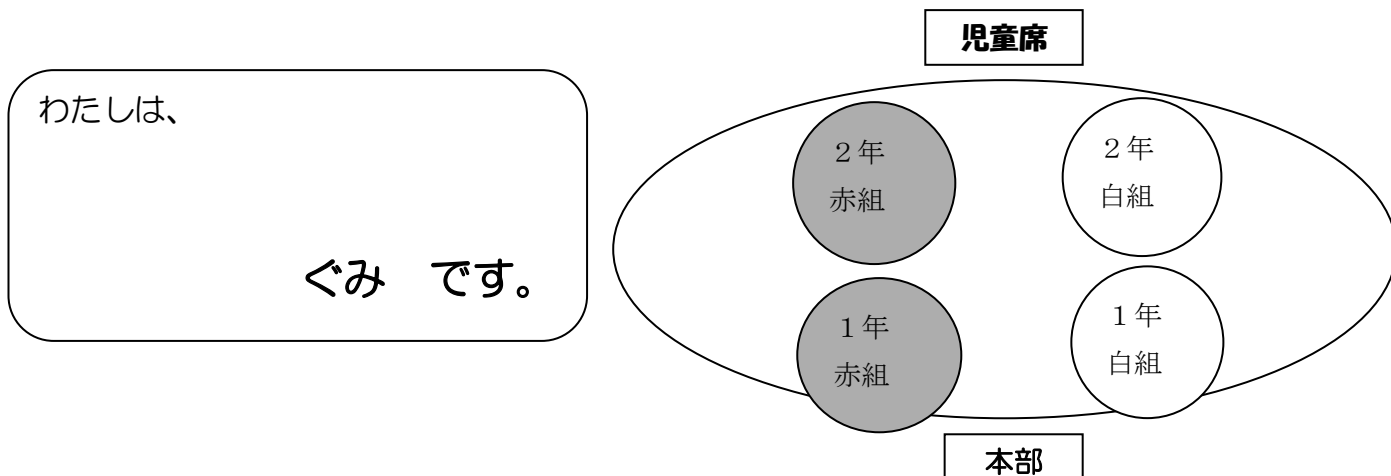 わたしは、
ぐみ　です。
児童席
２年
赤組
２年
白組
１年
赤組
１年
白組
本部